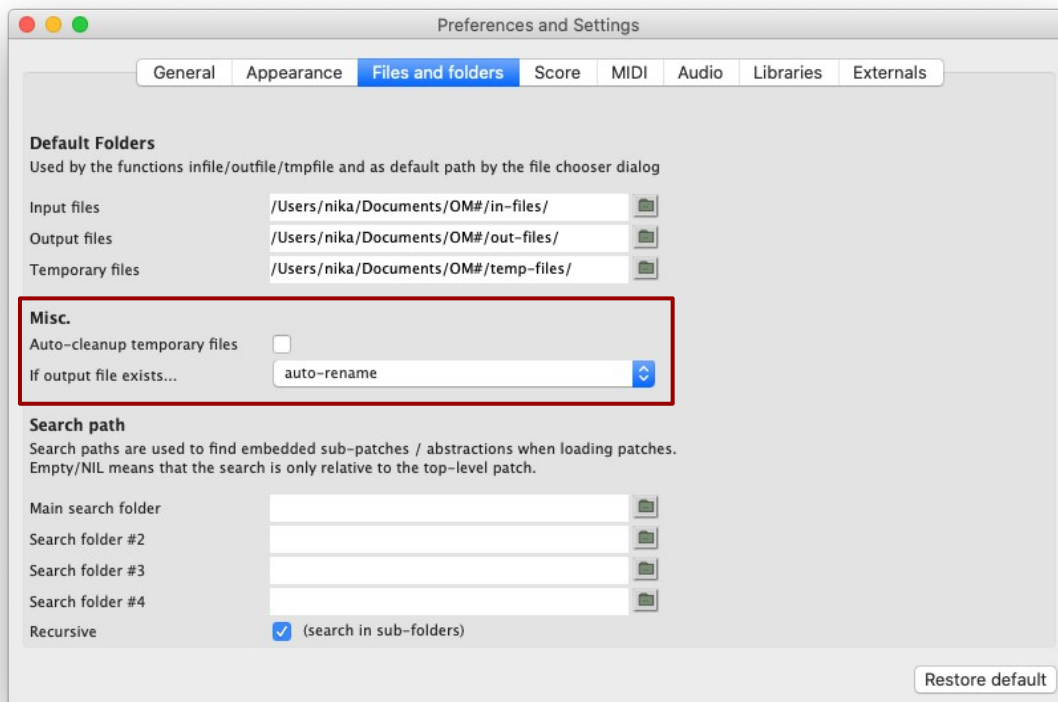 Preferences and Settings
General Appearance Files and folders Score MIDI Audio Libraries Externals
Default Folders
Used by the functions infile/outfile/tmpfile and as default path by the file chooser dialog
Input files /Users/nika/Documents/OM#/in-files/
Output files /Users/nika/Documents/OM#/out-files/
Temporary files /Users/nika/Documents/OM#/temp-files/
Misc.
Auto-cleanup temporary files
If output file exists... auto-rename
Search path
Search paths are used to find embedded sub-patches / abstractions when loading patches.
Empty/NIL means that the search is only relative to the top-level patch.
Main search folder
Search folder #2
Search folder #3
Search folder #4
Recursive (search in sub-folders)
Restore default